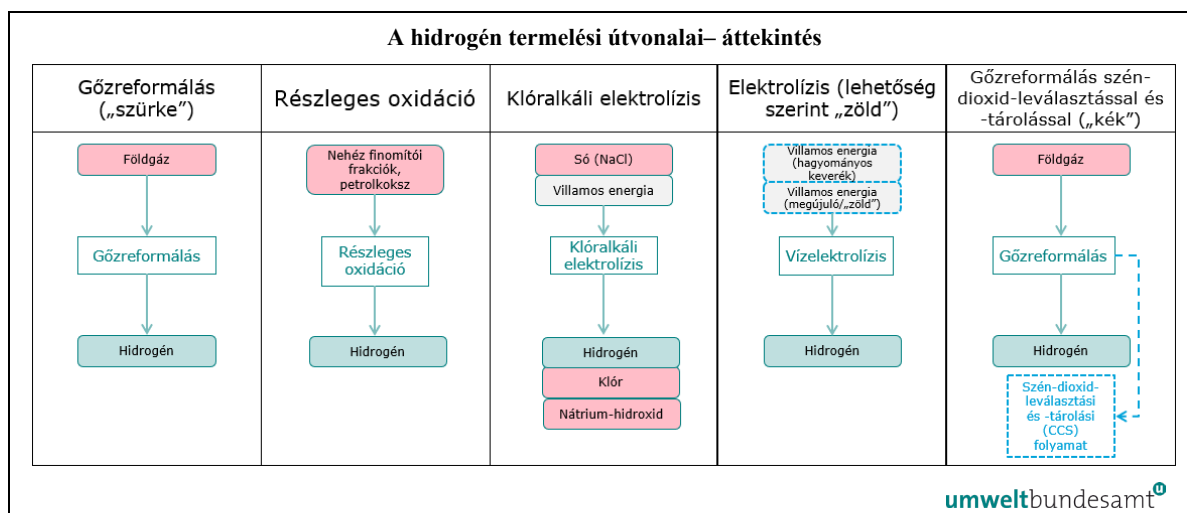 A hidrogén termelési útvonalai– áttekintés
Gőzreformálás
(„szürke”)
Földgáz
Gőzreformálás
Hidrogén
Részleges oxidáció
Nehéz finomítói
frakciók,
petrolkoksz
Részleges
oxidáció
Hidrogén
Klóralkáli elektrolízis
Só (NaCl)
Villamos energia
Klóralkáli
elektrolízis
Hidrogén
Klór
Nátrium-hidroxid
Elektrolízis (lehetőség
szerint „zöld”)
Villamos energia
(hagyományos
keverék)
Villamos energia
(megújuló/„zöld”)
Vízelektrolízis
Hidrogén
Gőzreformálás szén-
dioxid-leválasztással és
-tárolással („kék”)
Földgáz
Gőzreformálás
Hidrogén
Szén-dioxid-
leválasztási
és -tárolási
(CCS)
folyamat
umweltbundesamt
u